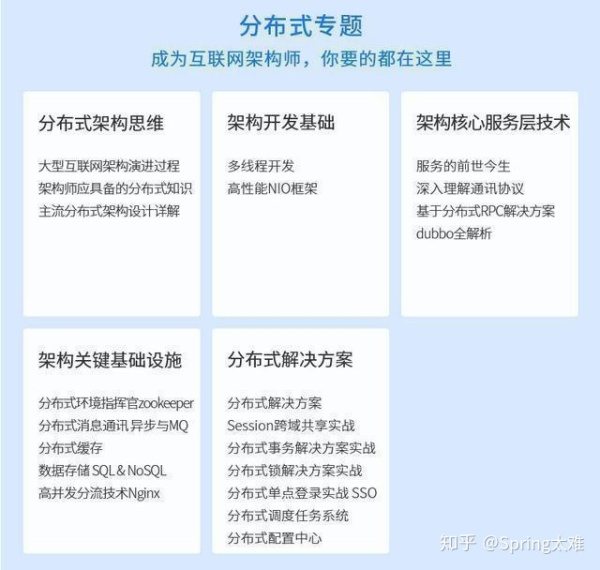 分布式专题
成为互联网架构师，你要的都在这里
分布式架构思维
大型互联网架构演进过程
架构师应具备的分布式知识
主流分布式架构设计详解
架构开发基础
多线程开发
高性能NIO框架
架构核心服务层技术
服务的前世今生
深入理解通讯协议
基于分布式RPC解决方案
dubbo全解析
架构关键基础设施
分布式环境指挥官zookeeper
分布式消息通讯 异步与MQ
分布式缓存
数据存储 SQL & NoSQL
高并发分流技术Nginx
分布式解决方案
分布式解决方案
Session跨域共享实战
分布式事务解决方案实战
分布式锁解决方案实战
分布式单点登录实战 SSO
分布式调度任务系统
分布式配置中心
知乎 @Spring太难